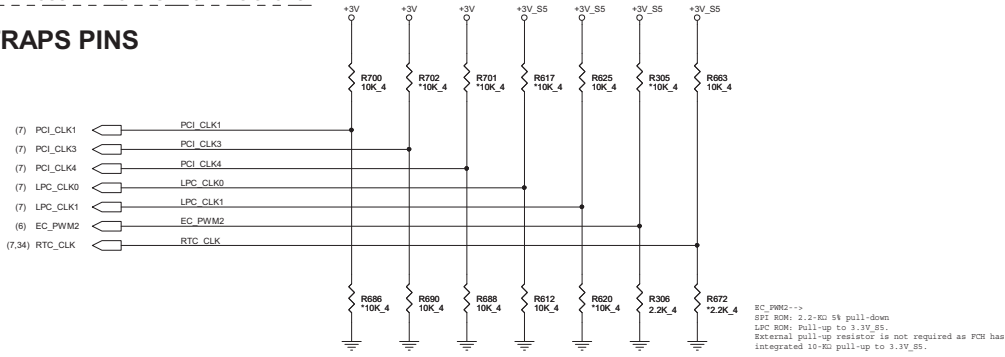 +3V +3V +3V +3V_S5 +3V_S5 +3V_S5 +3V_S5
RAPS PINS
R700 R702 R701 R617 R625 R305 R663
10K_4 *10K_4 *10K_4 *10K_4 10K_4 *10K_4 10K_4
(7) PCI_CLK1 PCI_CLK1
(7) PCI_CLK3 PCI_CLK3
(7) PCI_CLK4 PCI_CLK4
(7) LPC_CLK0 LPC_CLK0
(7) LPC_CLK1 LPC_CLK1
(6) EC_PWM2 EC_PWM2
(7,34) RTC_CLK RTC_CLK
R686 R690 R688 R612 R620 R306 R672
*10K_4 10K_4 10K_4 10K_4 *10K_4 2.2K_4 *2.2K_4
EC_PWM2-->
SPI ROM: 2.2-KΩ 5% pull-down
LPC ROM: Pull-up to 3.3V_S5.
External pull-up resistor is not required as FCH has
integrated 10-KΩ pull-up to 3.3V_S5.